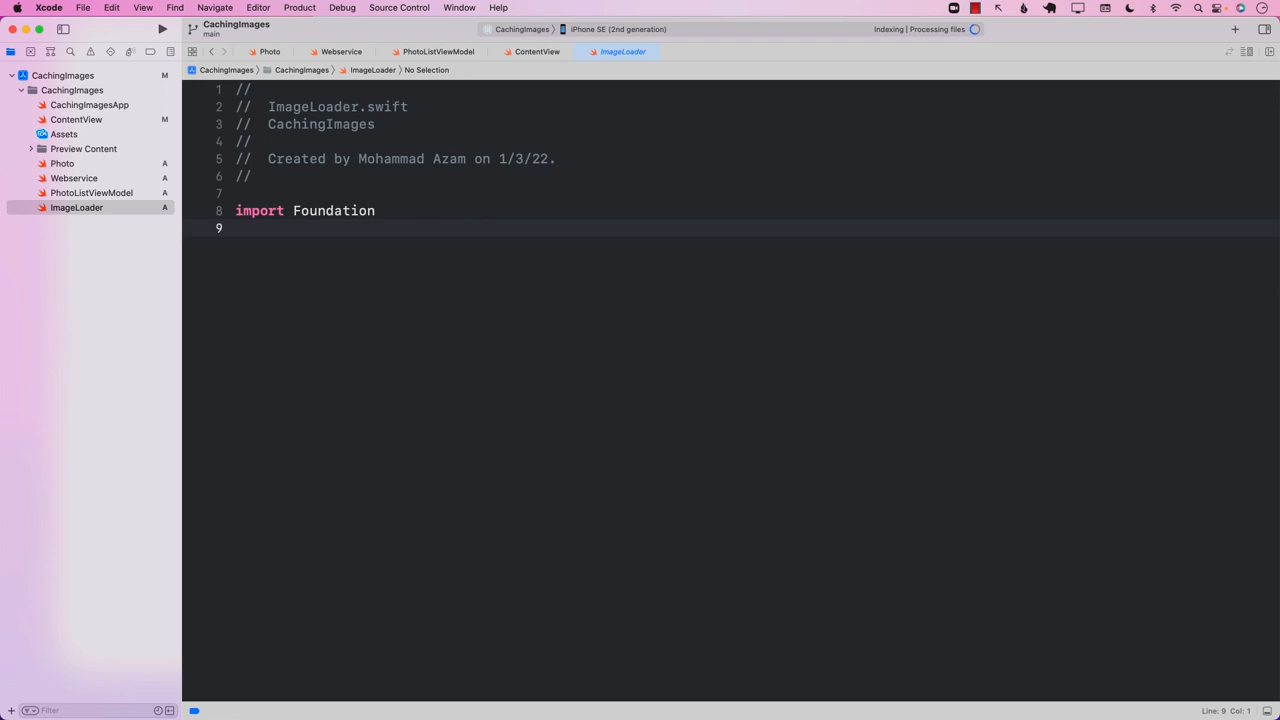 Xcode File Edit View Find Navigate Editor Product Debug Source Control Window Help
CachingImages
main
CachingImages 〉 iPhone SE (2nd generation)
Indexing | Processing files
Photo Webservice PhotoListViewModel ContentView ImageLoader
CachingImages 〉 CachingImages 〉 ImageLoader 〉 No Selection
CachingImages M
CachingImages
CachingImagesApp
ContentView M
Assets
Preview Content
Photo A
Webservice A
PhotoListViewModel A
ImageLoader A
1 //
2 //  ImageLoader.swift
3 //  CachingImages
4 //
5 //  Created by Mohammad Azam on 1/3/22.
6 //
7
8 import Foundation
9
Filter
Line: 9 Col: 1